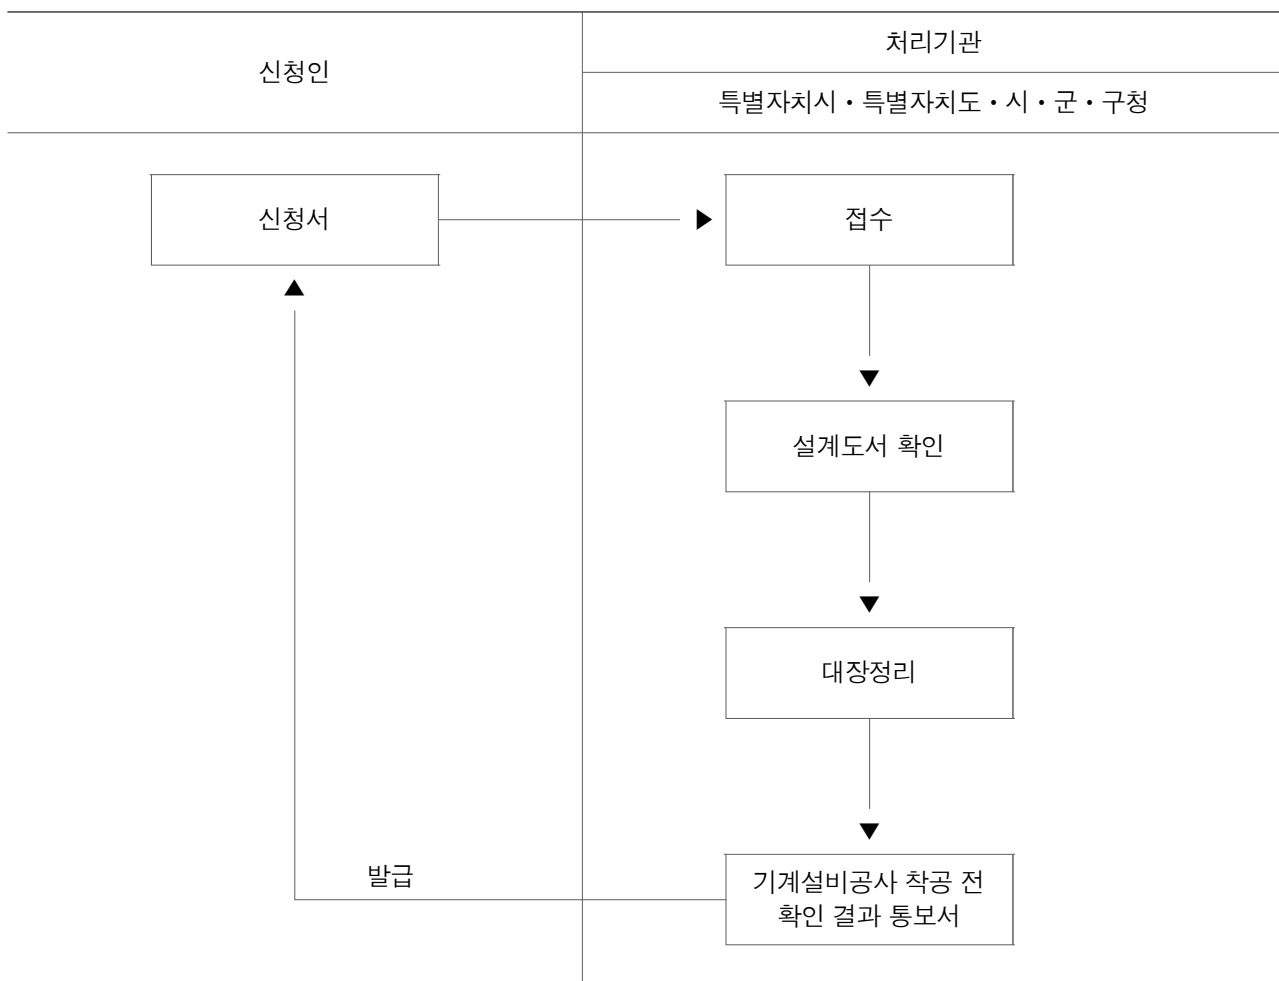 신청인
처리기관
특별자치시・특별자치도・시・군・구청
신청서
접수
설계도서 확인
대장정리
발급
기계설비공사 착공 전
확인 결과 통보서